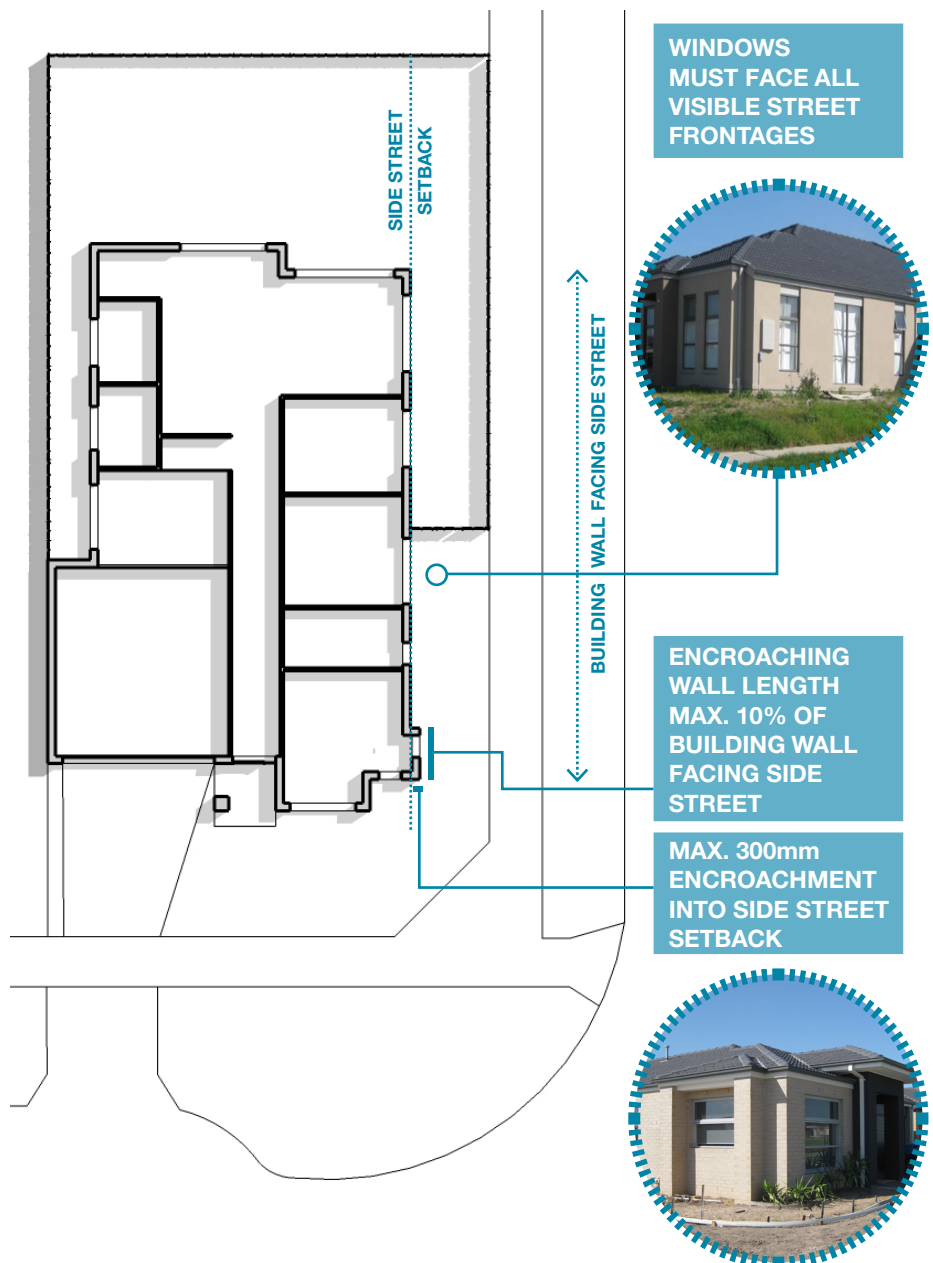 WINDOWS
MUST FACE ALL
VISIBLE STREET
FRONTAGES
SIDE STREET
SETBACK
BUILDING WALL FACING SIDE STREET
ENCROACHING
WALL LENGTH
MAX. 10% OF
BUILDING WALL
FACING SIDE
STREET
MAX. 300mm
ENCROACHMENT
INTO SIDE STREET
SETBACK